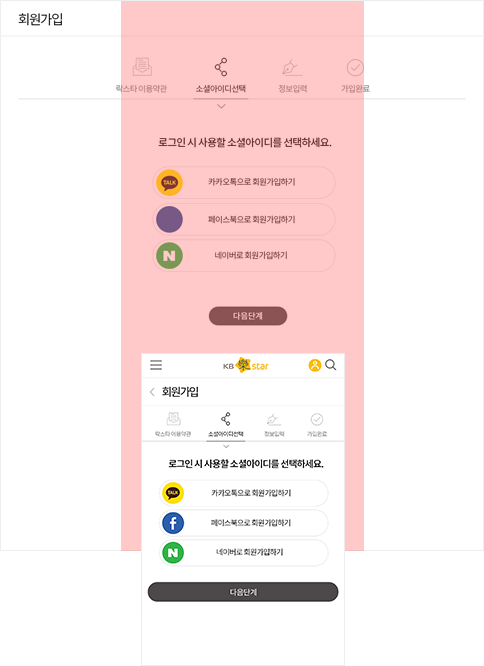 회원가입
락스타 이용약관 소셜아이디선택 정보입력 가입완료
로그인 시 사용할 소셜아이디를 선택하세요.
TALK 카카오톡으로 회원가입하기
페이스북으로 회원가입하기
N 네이버로 회원가입하기
다음단계
KB star
회원가입
락스타 이용약관 소셜아이디선택 정보입력 가입완료
로그인 시 사용할 소셜아이디를 선택하세요.
TALK 카카오톡으로 회원가입하기
f 페이스북으로 회원가입하기
N 네이버로 회원가입하기
다음단계